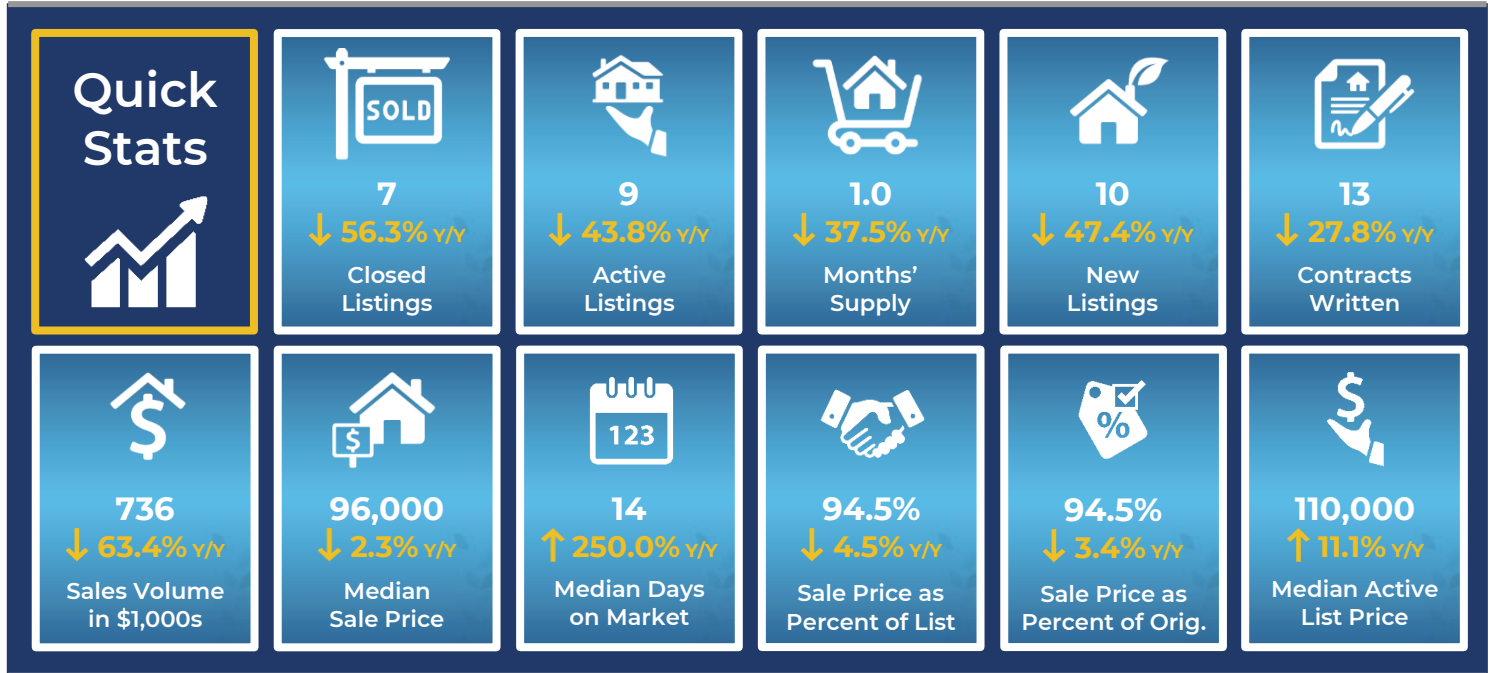 Quick
Stats
SOLD
7
↓ 56.3% Y/Y
Closed
Listings
9
↓ 43.8% Y/Y
Active
Listings
1.0
↓ 37.5% Y/Y
Months’
Supply
10
↓ 47.4% Y/Y
New
Listings
13
↓ 27.8% Y/Y
Contracts
Written
$
736
↓ 63.4% Y/Y
Sales Volume
in $1,000s
$
96,000
↓ 2.3% Y/Y
Median
Sale Price
123
14
↑ 250.0% Y/Y
Median Days
on Market
94.5%
↓ 4.5% Y/Y
Sale Price as
Percent of List
%
94.5%
↓ 3.4% Y/Y
Sale Price as
Percent of Orig.
$
110,000
↑ 11.1% Y/Y
Median Active
List Price